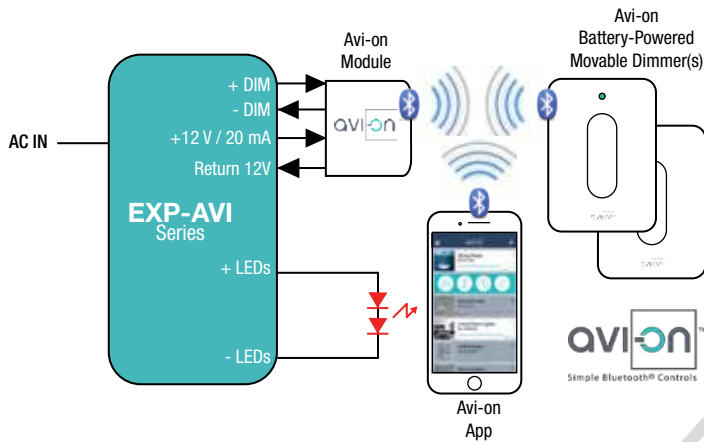 Avi-on
Battery-Powered
Movable Dimmer(s)
Avi-on
Module
+ DIM
- DIM
+12 V / 20 mA
Return 12V
AC IN
avi-on
EXP-AVI
Series
+ LEDs
- LEDs
avi-on™
Simple Bluetooth® Controls
Avi-on
App